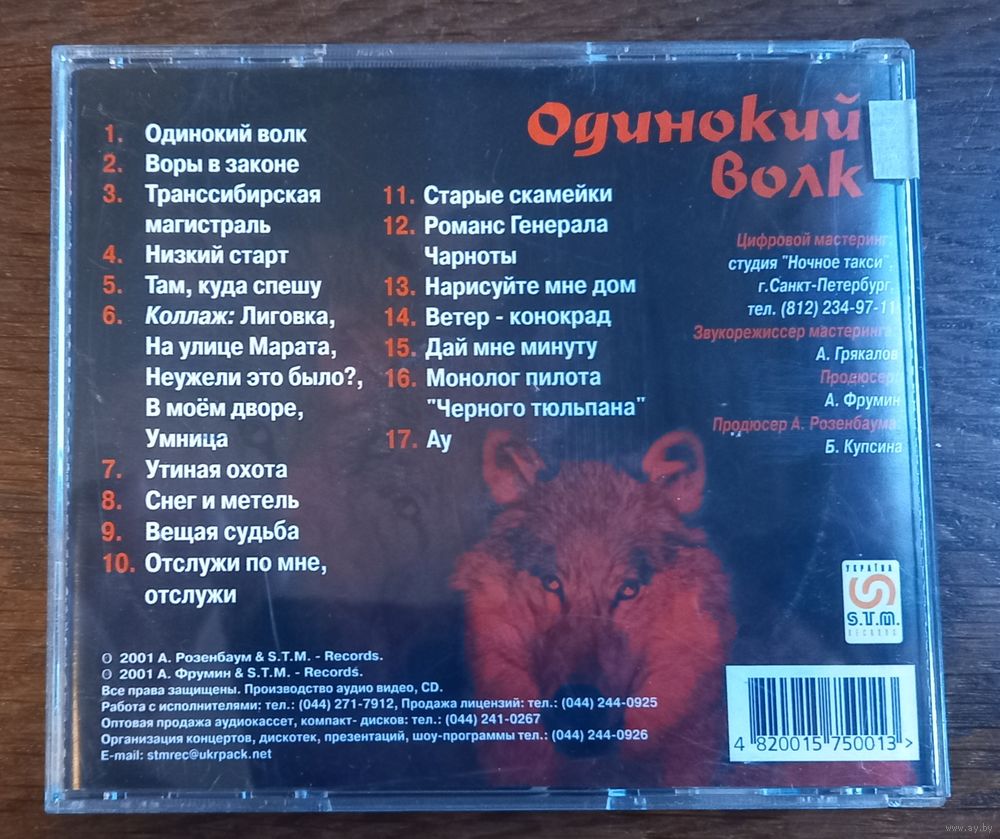 Одинокий
волк
1. Одинокий волк
2. Воры в законе
3. Транссибирская
магистраль
4. Низкий старт
5. Там, куда спешу
6. Коллаж: Лиговка,
На улице Марата,
Неужели это было?,
В моём дворе,
Умница
7. Утиная охота
8. Снег и метель
9. Вещая судьба
10. Отслужи по мне,
отслужи
11. Старые скамейки
12. Романс Генерала
Чарноты
13. Нарисуйте мне дом
14. Ветер - конокрад
15. Дай мне минуту
16. Монолог пилота
"Черного тюльпана"
17. Ау
Цифровой мастеринг:
студия "Ночное такси",
г.Санкт-Петербург,
тел. (812) 234-97-11
Звукорежиссер мастеринга:
А. Грякалов
Продюсер:
А. Фрумин
Продюсер А. Розенбаума:
Б. Купсина
УКРАЇНА
S.T.M.
RECORDS
2001 А. Розенбаум & S.T.M. - Records.
2001 А. Фрумин & S.T.M. - Records.
Все права защищены. Производство аудио видео, CD.
Работа с исполнителями: тел.: (044) 271-7912, Продажа лицензий: тел.: (044) 244-0925
Оптовая продажа аудиокассет, компакт- дисков: тел.: (044) 241-0267
Организация концертов, дискотек, презентаций, шоу-программы тел.: (044) 244-0926
E-mail: stmrec@ukrpack.net
4 820015 750013 >
www.ay.by